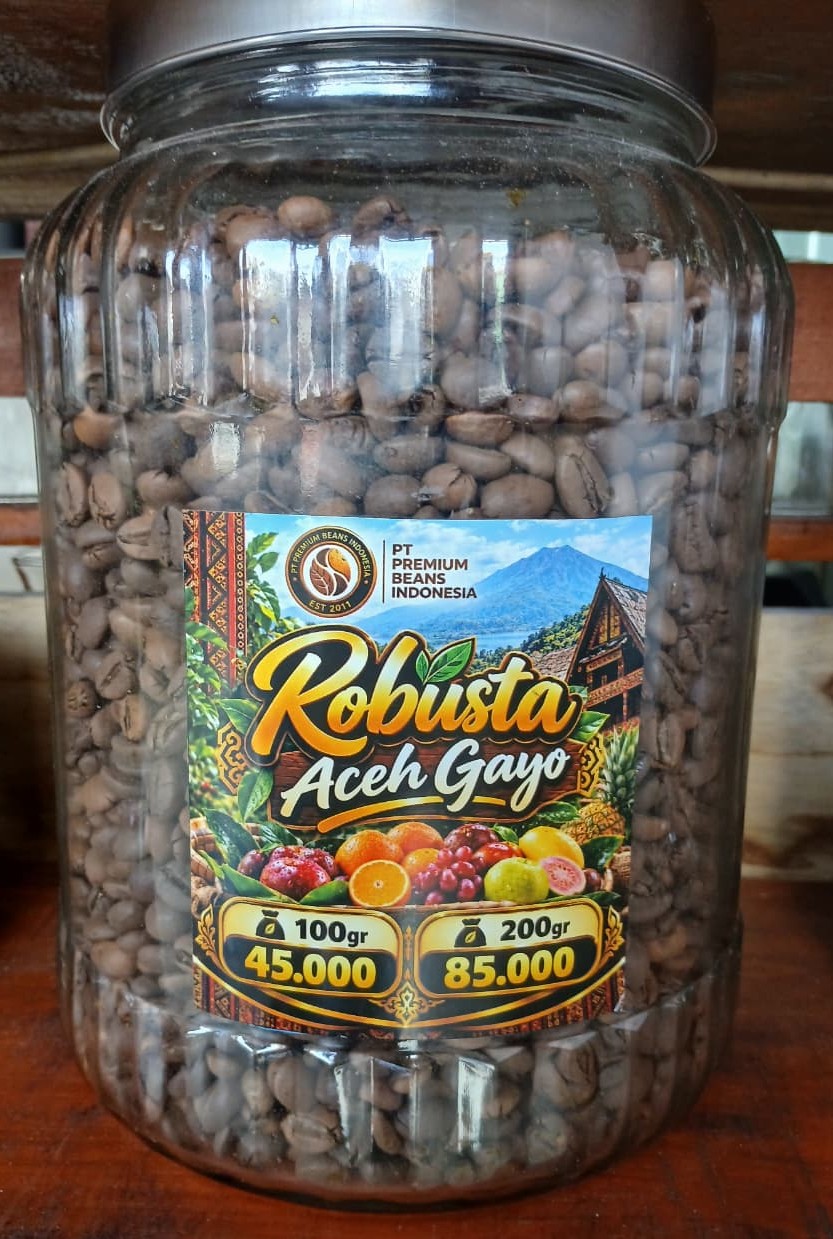 PT PREMIUM BEANS INDONESIA
EST 2011
PT
PREMIUM
BEANS
INDONESIA
Robusta
Aceh Gayo
100gr
45.000
200gr
85.000